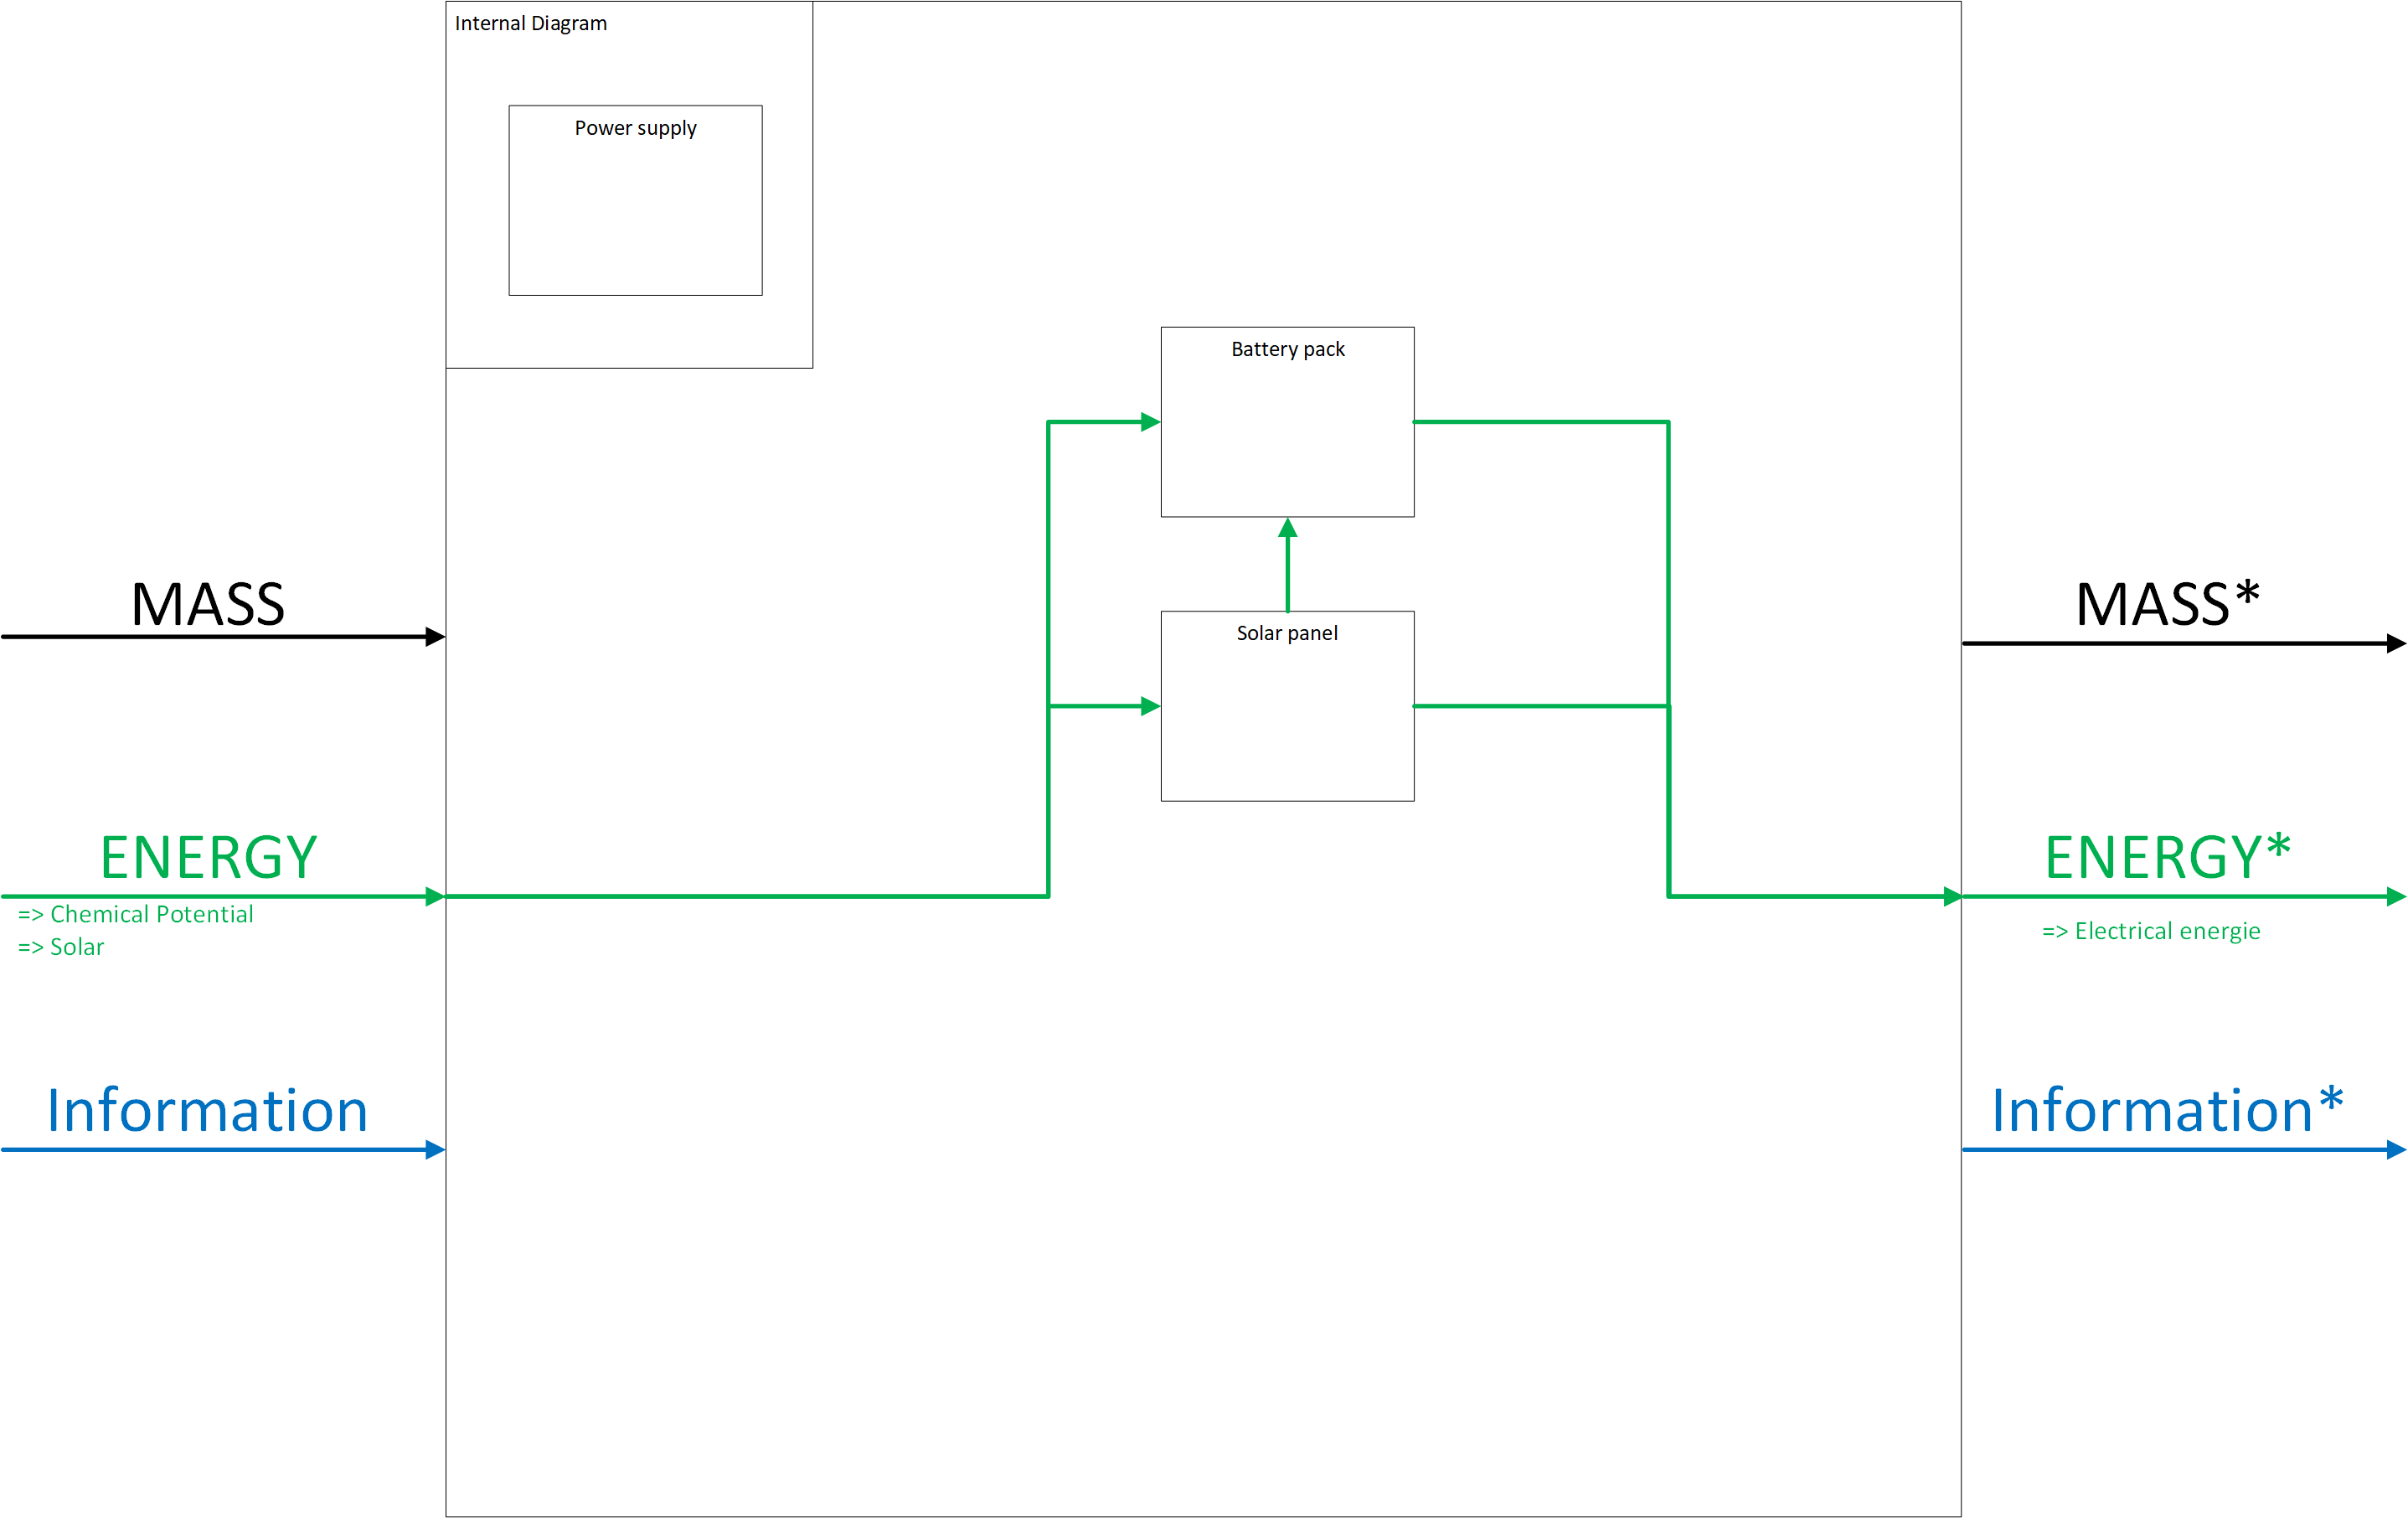 Internal Diagram
Power supply
Battery pack
Solar panel
MASS
MASS*
ENERGY
=> Chemical Potential
=> Solar
ENERGY*
=> Electrical energie
Information
Information*